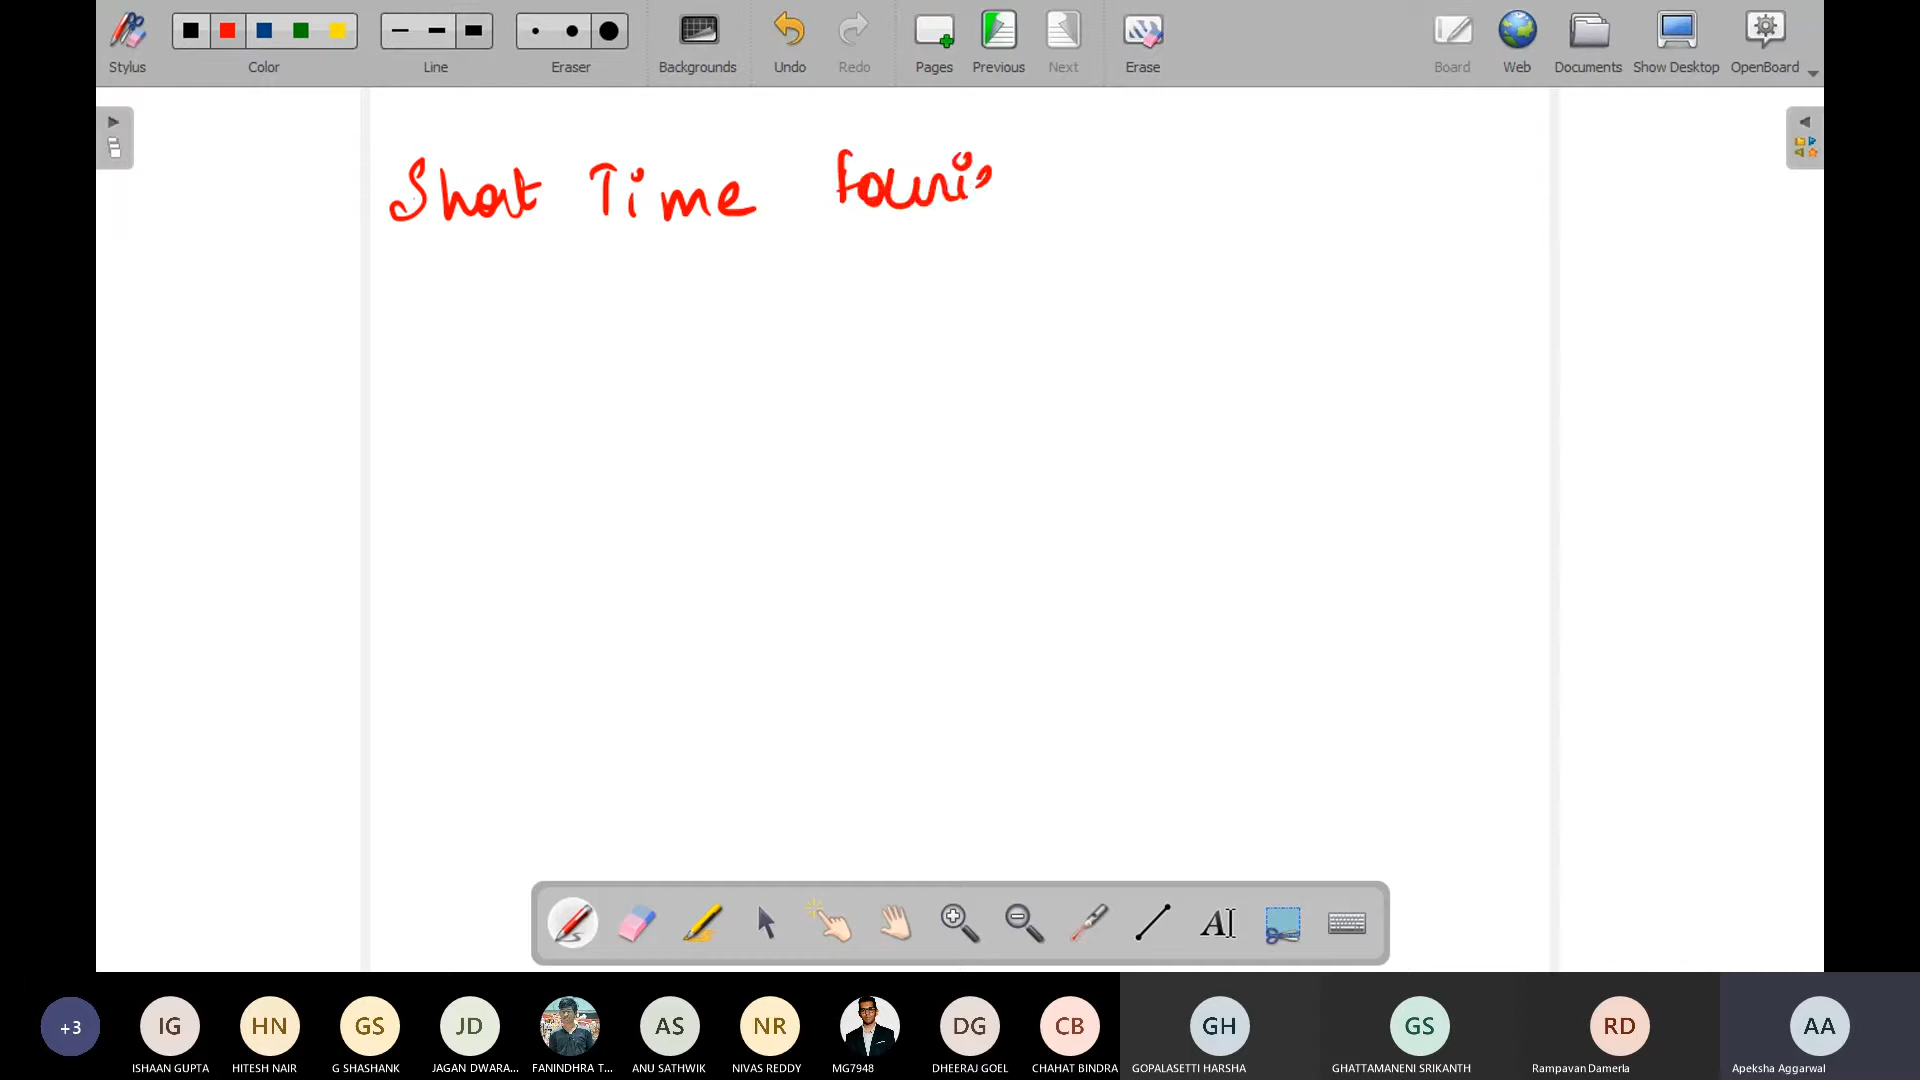 Stylus
Color
Line
Eraser
Backgrounds
Undo
Redo
Pages
Previous
Next
Erase
Board
Web
Documents
Show Desktop
OpenBoard
Short Time
AI
+3
IG
HN
GS
JD
AS
NR
DG
CB
GH
GS
RD
AA
ISHAAN GUPTA
HITESH NAIR
G SHASHANK
JAGAN DWARA...
FANINDHRA T...
ANU SATHWIK
NIVAS REDDY
MG7948
DHEERAJ GOEL
CHAHAT BINDRA
GOPALASETTI HARSHA
GHATTAMANENI SRIKANTH
Rampavan Damerla
Apeksha Aggarwal